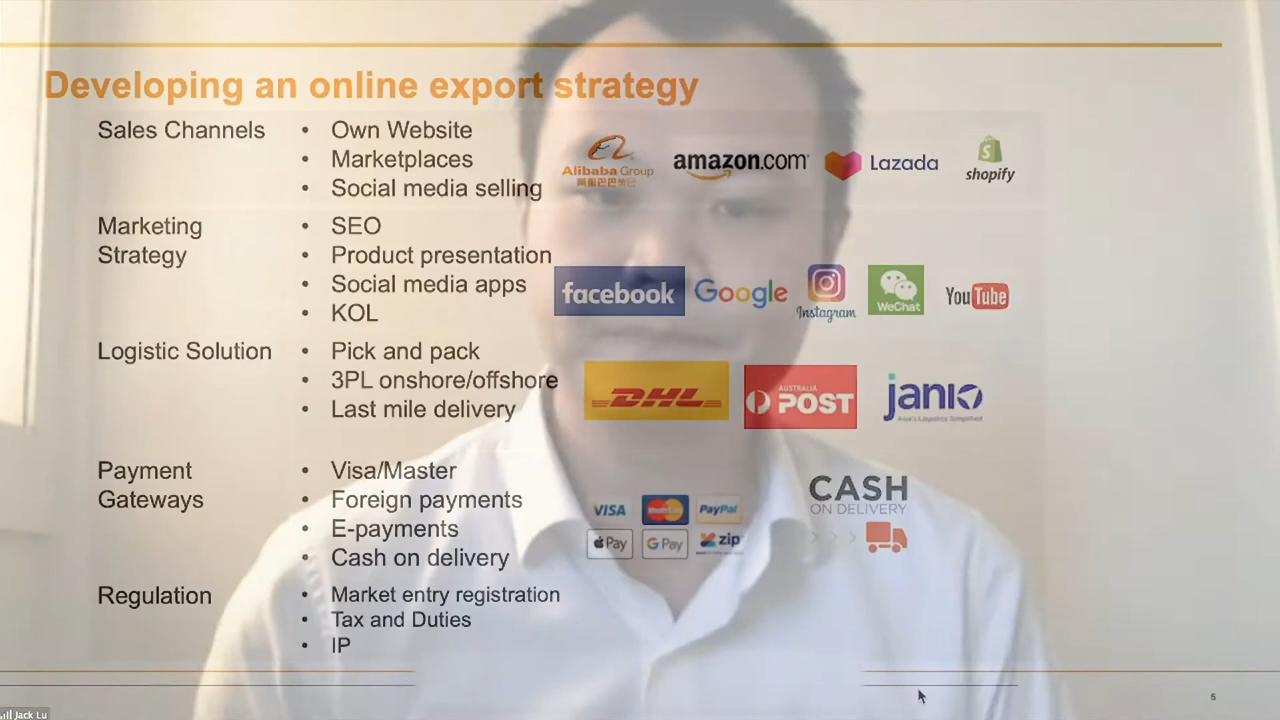 Developing an online export strategy
Sales Channels
• Own Website
• Marketplaces
• Social media selling
Alibaba Group
阿里巴巴集团
amazon.com
Lazada
shopify
Marketing
Strategy
• SEO
• Product presentation
• Social media apps
• KOL
facebook
Google
Instagram
WeChat
YouTube
Logistic Solution
• Pick and pack
• 3PL onshore/offshore
• Last mile delivery
DHL
AUSTRALIA
POST
janio
Asia's Logistics Simplified
Payment
Gateways
• Visa/Master
• Foreign payments
• E-payments
• Cash on delivery
VISA
MasterCard
PayPal
Pay
G Pay
zip
CASH
ON DELIVERY
Regulation
• Market entry registration
• Tax and Duties
• IP
5
Jack Lu